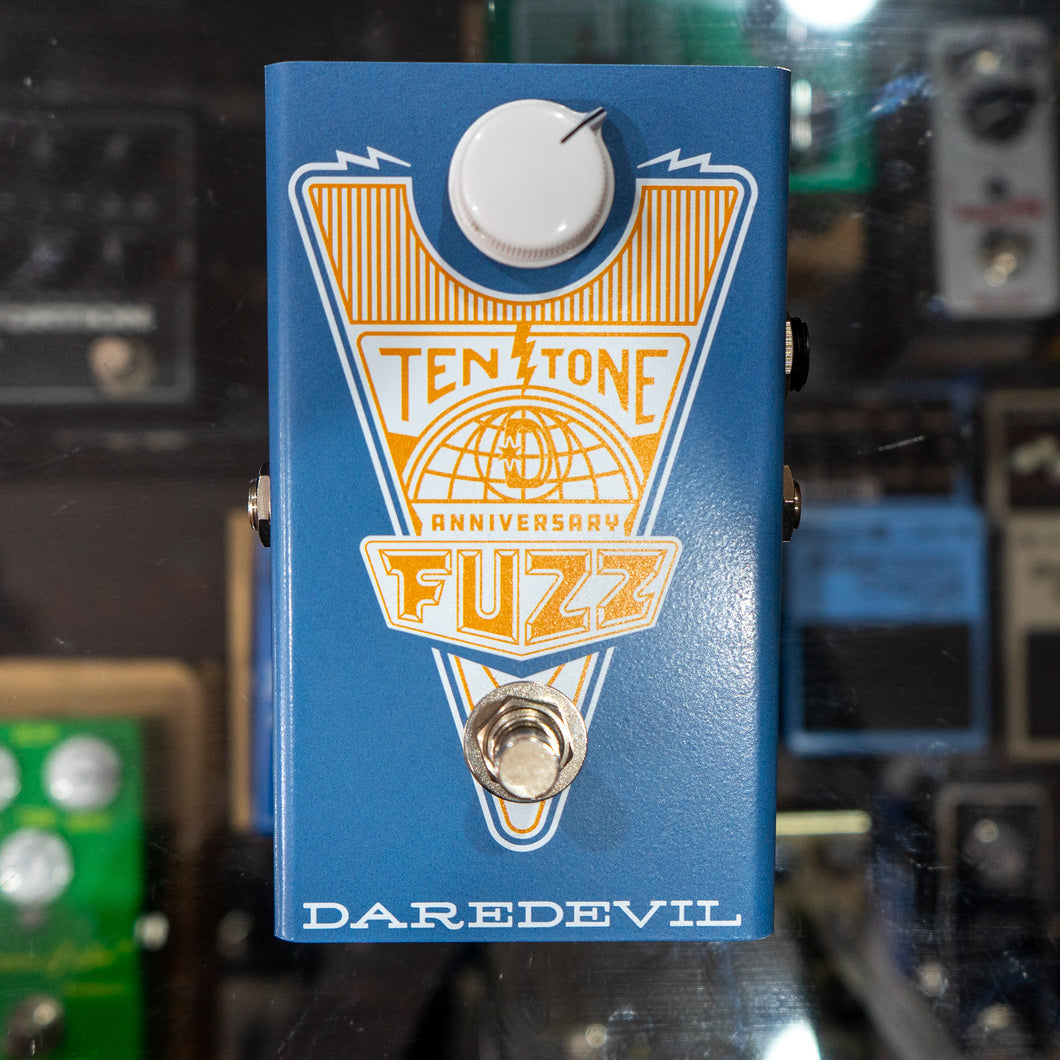 TEN TONE
D
ANNIVERSARY
FUZZ
DAREDEVIL